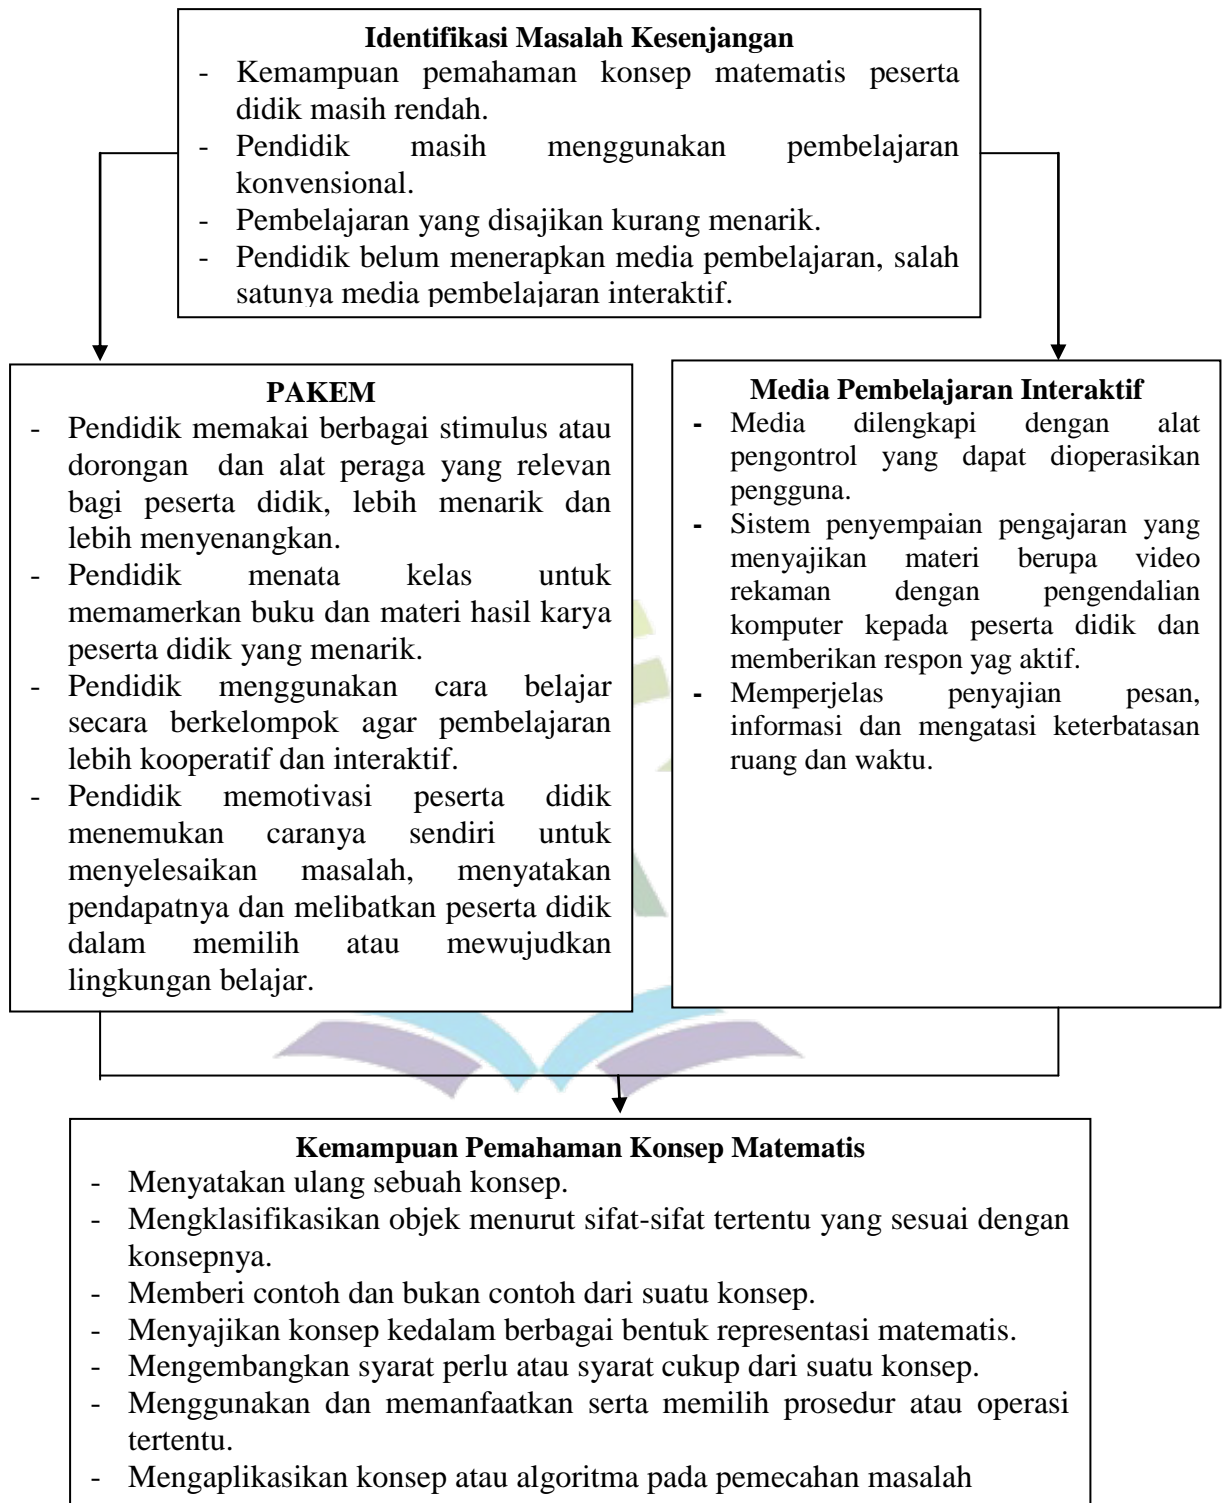 Identifikasi Masalah Kesenjangan
- Kemampuan pemahaman konsep matematis peserta
didik masih rendah.
- Pendidik masih menggunakan pembelajaran
konvensional.
- Pembelajaran yang disajikan kurang menarik.
- Pendidik belum menerapkan media pembelajaran, salah
satunya media pembelajaran interaktif.
PAKEM
- Pendidik memakai berbagai stimulus atau
dorongan dan alat peraga yang relevan
bagi peserta didik, lebih menarik dan
lebih menyenangkan.
- Pendidik menata kelas untuk
memamerkan buku dan materi hasil karya
peserta didik yang menarik.
- Pendidik menggunakan cara belajar
secara berkelompok agar pembelajaran
lebih kooperatif dan interaktif.
- Pendidik memotivasi peserta didik
menemukan caranya sendiri untuk
menyelesaikan masalah, menyatakan
pendapatnya dan melibatkan peserta didik
dalam memilih atau mewujudkan
lingkungan belajar.
Media Pembelajaran Interaktif
- Media dilengkapi dengan alat
pengontrol yang dapat dioperasikan
pengguna.
- Sistem penyempaian pengajaran yang
menyajikan materi berupa video
rekaman dengan pengendalian
komputer kepada peserta didik dan
memberikan respon yag aktif.
- Memperjelas penyajian pesan,
informasi dan mengatasi keterbatasan
ruang dan waktu.
Kemampuan Pemahaman Konsep Matematis
- Menyatakan ulang sebuah konsep.
- Mengklasifikasikan objek menurut sifat-sifat tertentu yang sesuai dengan
konsepnya.
- Memberi contoh dan bukan contoh dari suatu konsep.
- Menyajikan konsep kedalam berbagai bentuk representasi matematis.
- Mengembangkan syarat perlu atau syarat cukup dari suatu konsep.
- Menggunakan dan memanfaatkan serta memilih prosedur atau operasi
tertentu.
- Mengaplikasikan konsep atau algoritma pada pemecahan masalah